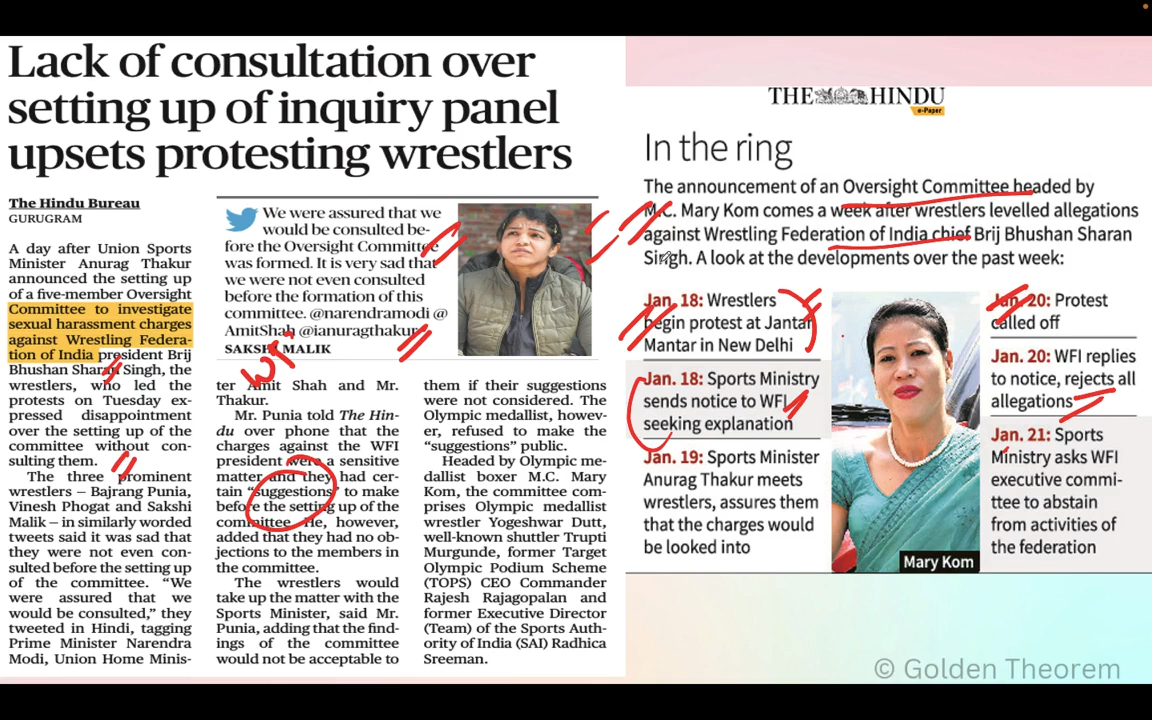 Lack of consultation over
setting up of inquiry panel
upsets protesting wrestlers
The Hindu Bureau
GURUGRAM
A day after Union Sports
Minister Anurag Thakur
announced the setting up
of a five-member Oversight
Committee to investigate
sexual harassment charges
against Wrestling Federa-
tion of India president Brij
Bhushan Sharan Singh, the
wrestlers, who led the
protests on Tuesday ex-
pressed disappointment
over the setting up of the
committee without con-
sulting them.
The three prominent
wrestlers – Bajrang Punia,
Vinesh Phogat and Sakshi
Malik – in similarly worded
tweets said it was sad that
they were not even con-
sulted before the setting up
of the committee. “We
were assured that we
would be consulted,” they
tweeted in Hindi, tagging
Prime Minister Narendra
Modi, Union Home Minis-
We were assured that we
would be consulted be-
fore the Oversight Committee
was formed. It is very sad that
we were not even consulted
before the formation of this
committee. @narendramodi @
AmitShah @ianuragthakur
SAKSHI MALIK
WFI
ter Amit Shah and Mr.
Thakur.
Mr. Punia told The Hin-
du over phone that the
charges against the WFI
president were a sensitive
matter and they had cer-
tain “suggestions” to make
before the setting up of the
committee. He, however,
added that they had no ob-
jections to the members in
the committee.
The wrestlers would
take up the matter with the
Sports Minister, said Mr.
Punia, adding that the find-
ings of the committee
would not be acceptable to
them if their suggestions
were not considered. The
Olympic medallist, howev-
er, refused to make the
“suggestions” public.
Headed by Olympic me-
dallist boxer M.C. Mary
Kom, the committee com-
prises Olympic medallist
wrestler Yogeshwar Dutt,
well-known shuttler Trupti
Murgunde, former Target
Olympic Podium Scheme
(TOPS) CEO Commander
Rajesh Rajagopalan and
former Executive Director
(Team) of the Sports Auth-
ority of India (SAI) Radhica
Sreeman.
THE HINDU
e-Paper
In the ring
The announcement of an Oversight Committee headed by
M.C. Mary Kom comes a week after wrestlers levelled allegations
against Wrestling Federation of India chief Brij Bhushan Sharan
Singh. A look at the developments over the past week:
Jan. 18: Wrestlers
begin protest at Jantar
Mantar in New Delhi
Jan. 18: Sports Ministry
sends notice to WFI
seeking explanation
Jan. 19: Sports Minister
Anurag Thakur meets
wrestlers, assures them
that the charges would
be looked into
Mary Kom
Jan. 20: Protest
called off
Jan. 20: WFI replies
to notice, rejects all
allegations
Jan. 21: Sports
Ministry asks WFI
executive commi-
ttee to abstain
from activities of
the federation
© Golden Theorem